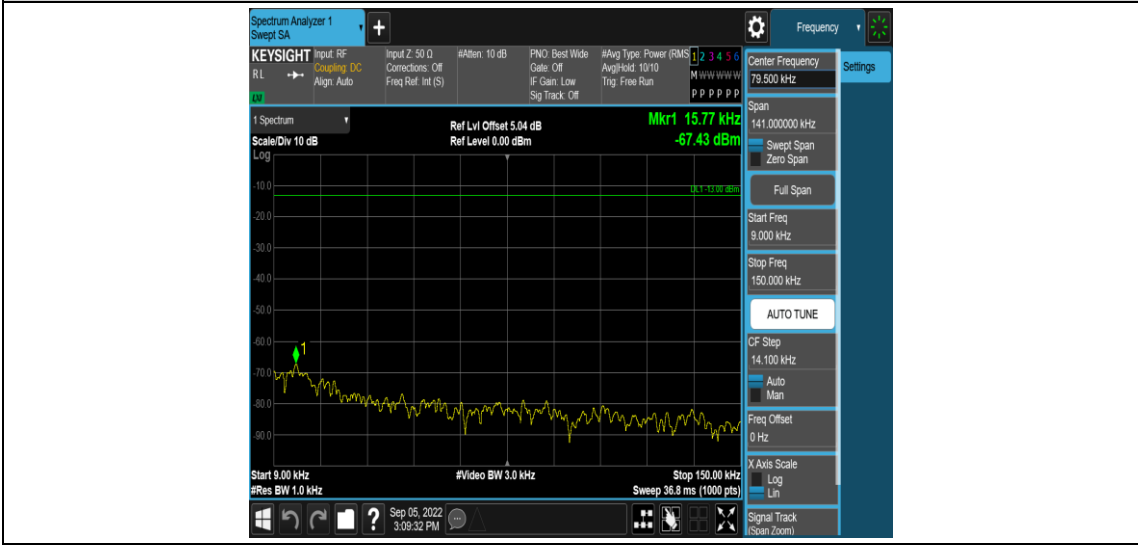 Spectrum Analyzer 1
Swept SA
+
Frequency
KEYSIGHT
RL
LM
Input: RF
Coupling: DC
Align: Auto
Input Z: 50 Ω
Corrections: Off
Freq Ref: Int (S)
#Atten: 10 dB
PNO: Best Wide
Gate: Off
IF Gain: Low
Sig Track: Off
#Avg Type: Power (RMS
Avg|Hold: 10/10
Trig: Free Run
1 2 3 4 5 6
M W W W W W
P P P P P P
1 Spectrum
Scale/Div 10 dB
Log
Ref Lvl Offset 5.04 dB
Ref Level 0.00 dBm
Mkr1 15.77 kHz
-67.43 dBm
DL1 -13.00 dBm
-10.0
-20.0
-30.0
-40.0
-50.0
-60.0
-70.0
-80.0
-90.0
1
Start 9.00 kHz
#Res BW 1.0 kHz
#Video BW 3.0 kHz
Stop 150.00 kHz
Sweep 36.8 ms (1000 pts)
?
Sep 05, 2022
3:09:32 PM
Center Frequency
79.500 kHz
Span
141.000000 kHz
Swept Span
Zero Span
Full Span
Start Freq
9.000 kHz
Stop Freq
150.000 kHz
AUTO TUNE
CF Step
14.100 kHz
Auto
Man
Freq Offset
0 Hz
X Axis Scale
Log
Lin
Signal Track
(Span Zoom)
Settings